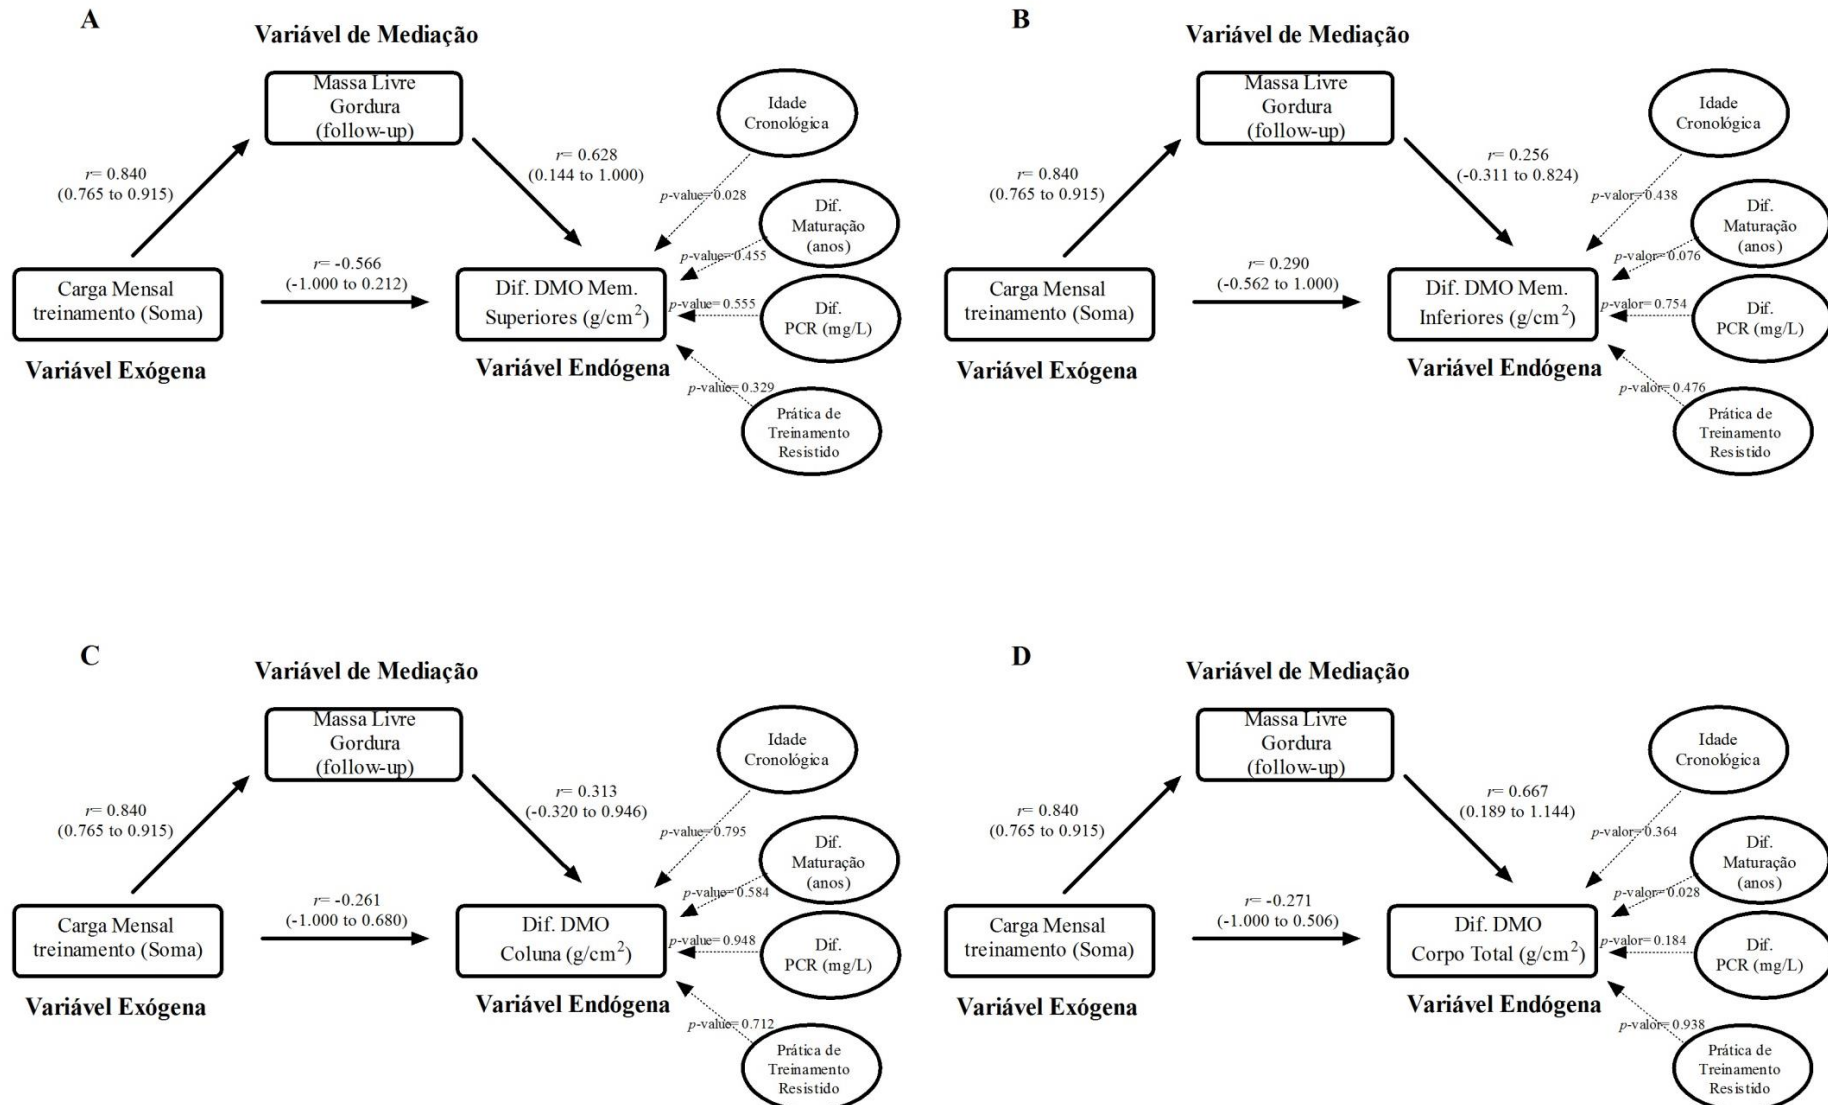 A
Variável de Mediação
Massa Livre
Gordura
(follow-up)
Idade
Cronológica
r= 0.840
(0.765 to 0.915)
r= 0.628
(0.144 to 1.000)
p-value= 0.028
Dif.
Maturação
(anos)
p-value= 0.455
r= -0.566
(-1.000 to 0.212)
Carga Mensal
treinamento (Soma)
Dif. DMO Mem.
Superiores (g/cm²)
p-value= 0.555
Dif.
PCR (mg/L)
Variável Exógena
Variável Endógena
p-value= 0.329
Prática de
Treinamento
Resistido
B
Variável de Mediação
Massa Livre
Gordura
(follow-up)
Idade
Cronológica
r= 0.840
(0.765 to 0.915)
r= 0.256
(-0.311 to 0.824)
p-valor= 0.438
Dif.
Maturação
(anos)
p-valor= 0.076
r= 0.290
(-0.562 to 1.000)
Carga Mensal
treinamento (Soma)
Dif. DMO Mem.
Inferiores (g/cm²)
p-valor= 0.754
Dif.
PCR (mg/L)
Variável Exógena
Variável Endógena
p-valor= 0.476
Prática de
Treinamento
Resistido
C
Variável de Mediação
Massa Livre
Gordura
(follow-up)
Idade
Cronológica
r= 0.840
(0.765 to 0.915)
r= 0.313
(-0.320 to 0.946)
p-value= 0.795
Dif.
Maturação
(anos)
p-value= 0.584
r= -0.261
(-1.000 to 0.680)
Carga Mensal
treinamento (Soma)
Dif. DMO
Coluna (g/cm²)
p-value= 0.948
Dif.
PCR (mg/L)
Variável Exógena
Variável Endógena
p-value= 0.712
Prática de
Treinamento
Resistido
D
Variável de Mediação
Massa Livre
Gordura
(follow-up)
Idade
Cronológica
r= 0.840
(0.765 to 0.915)
r= 0.667
(0.189 to 1.144)
p-valor= 0.364
Dif.
Maturação
(anos)
p-valor= 0.028
r= -0.271
(-1.000 to 0.506)
Carga Mensal
treinamento (Soma)
Dif. DMO
Corpo Total (g/cm²)
p-valor= 0.184
Dif.
PCR (mg/L)
Variável Exógena
Variável Endógena
p-valor= 0.938
Prática de
Treinamento
Resistido